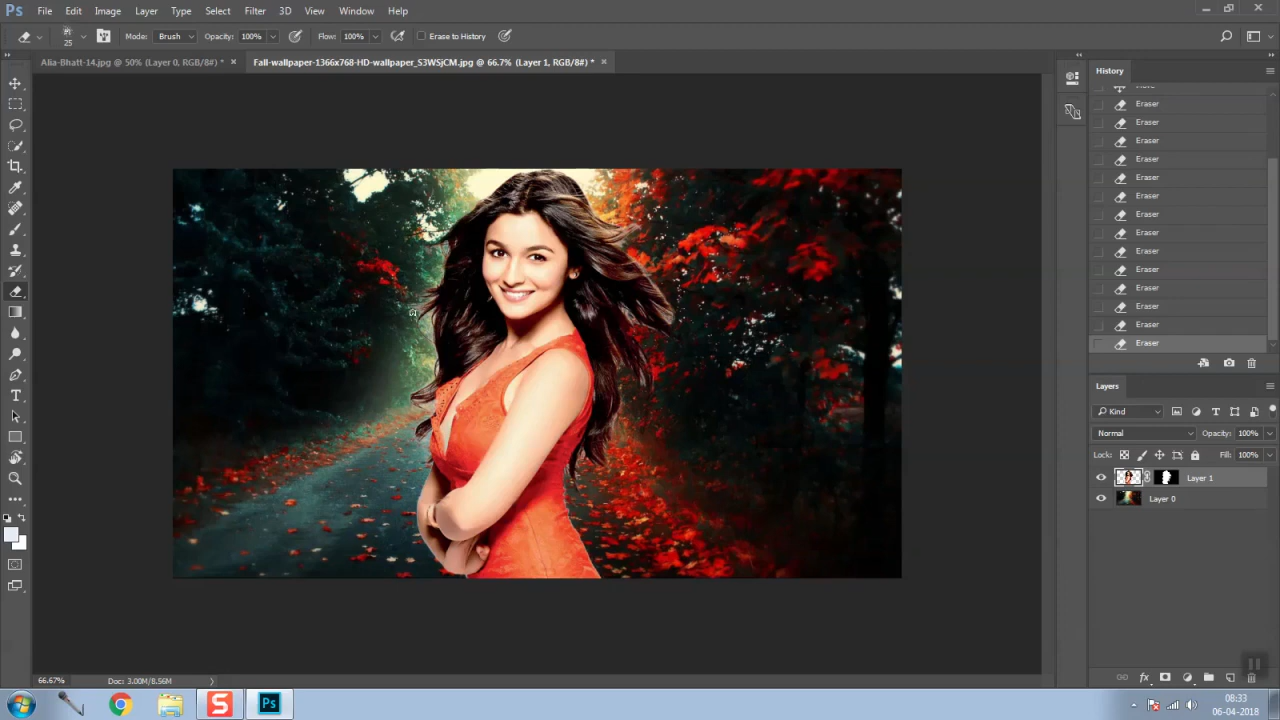 Ps File Edit Image Layer Type Select Filter 3D View Window Help
25 Mode: Brush Opacity: 100% Flow: 100% Erase to History
Alia-Bhatt-14.jpg @ 50% (Layer 0, RGB/8#) * × Fall-wallpaper-1366x768-HD-wallpaper_S3WSjCM.jpg @ 66.7% (Layer 1, RGB/8#) * ×
History
Move
Eraser
Eraser
Eraser
Eraser
Eraser
Eraser
Eraser
Eraser
Eraser
Eraser
Eraser
Eraser
Eraser
Eraser
Layers
Kind
Normal Opacity: 100%
Lock: Fill: 100%
Layer 1
Layer 0
fx
66.67% Doc: 3.00M/8.56M
S Ps
08:33
06-04-2018